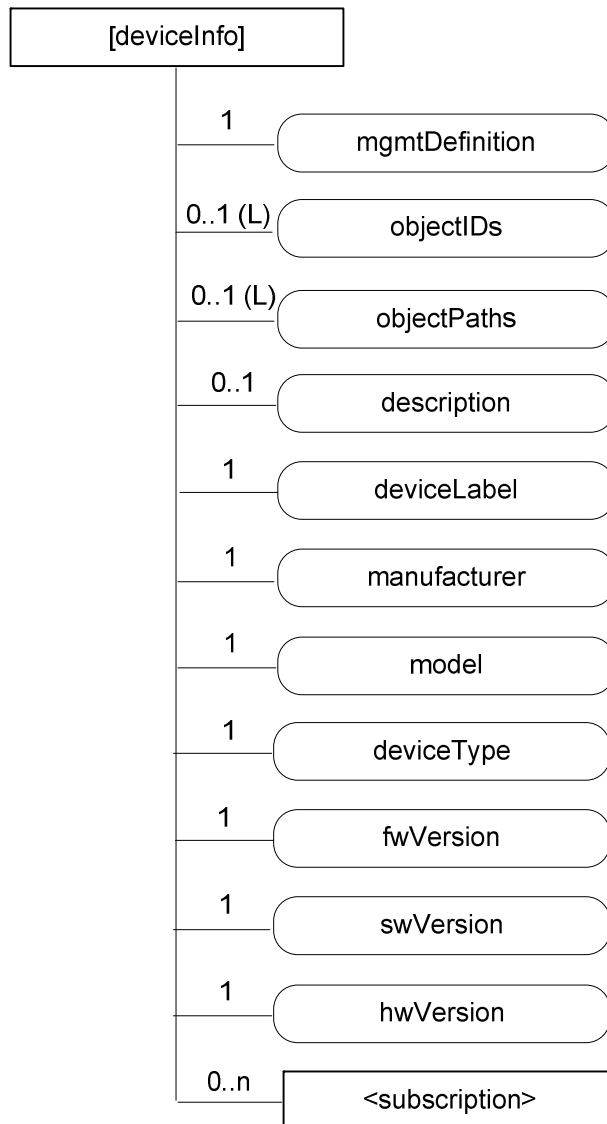 [deviceInfo]
1
mgmtDefinition
0..1 (L)
objectIDs
0..1 (L)
objectPaths
0..1
description
1
deviceLabel
1
manufacturer
1
model
1
deviceType
1
fwVersion
1
swVersion
1
hwVersion
0..n
<subscription>